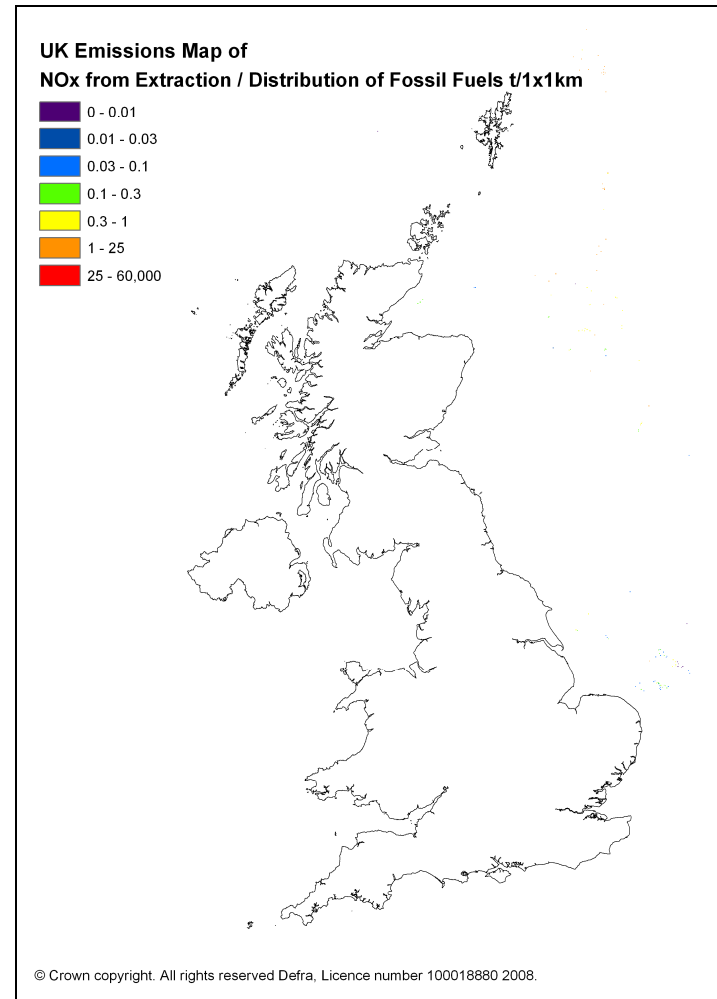 UK Emissions Map of
NOx from Extraction / Distribution of Fossil Fuels t/1x1km
0 - 0.01
0.01 - 0.03
0.03 - 0.1
0.1 - 0.3
0.3 - 1
1 - 25
25 - 60,000
© Crown copyright. All rights reserved Defra, Licence number 100018880 2008.